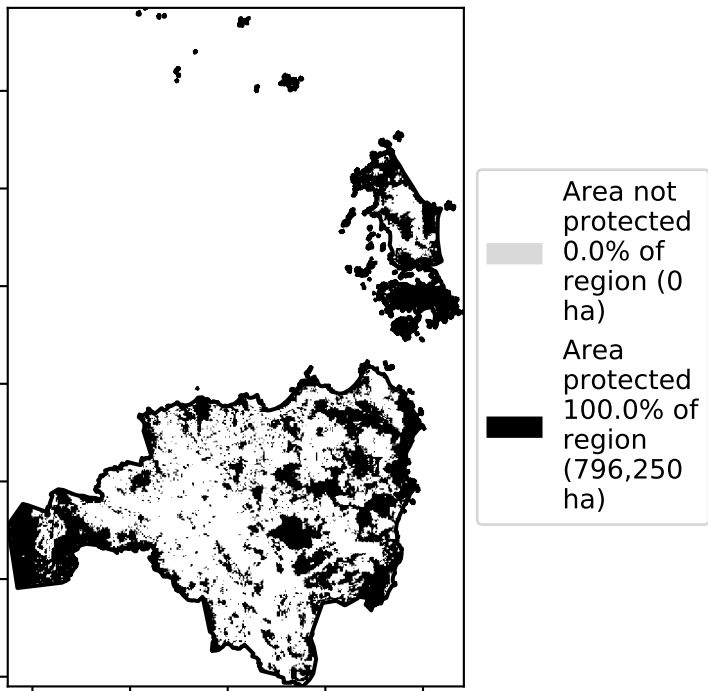 Area not
protected
0.0% of
region (0
ha)
Area
protected
100.0% of
region
(796,250
ha)